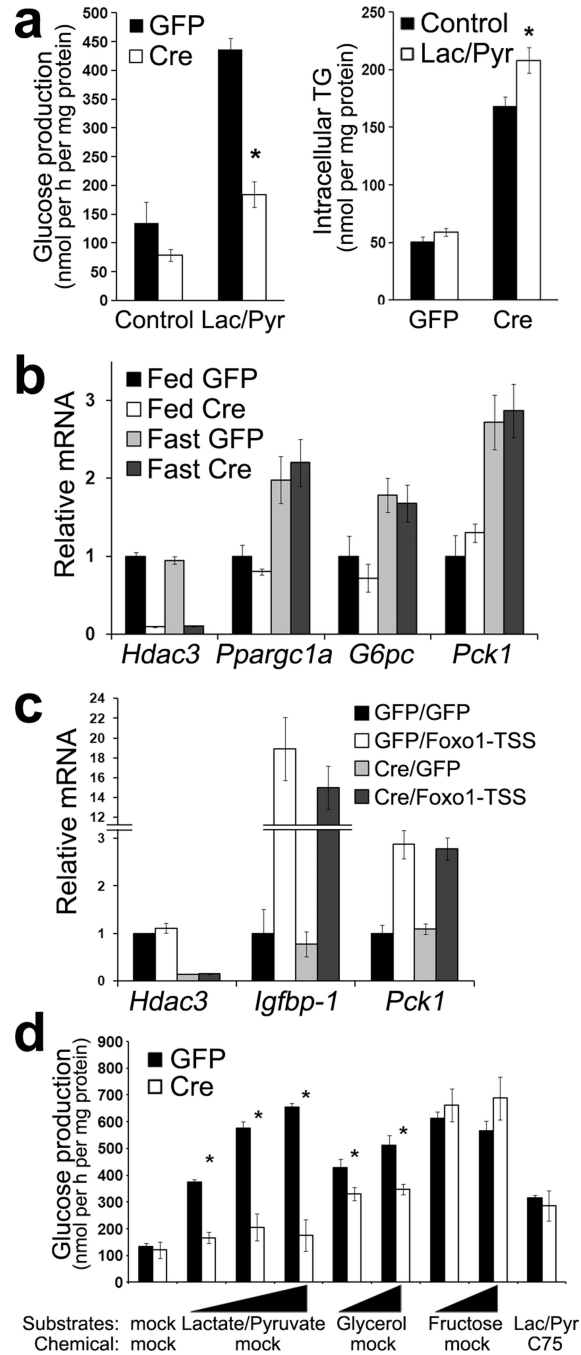 a
Glucose production
(nmol per h per mg protein)
500
450
400
350
300
250
200
150
100
50
0
GFP
Cre
*
Control Lac/Pyr
Intracellular TG
(nmol per mg protein)
250
200
150
100
50
0
Control
Lac/Pyr
*
GFP Cre
b
Relative mRNA
3
2
1
0
Fed GFP
Fed Cre
Fast GFP
Fast Cre
Hdac3 Ppargc1a G6pc Pck1
c
Relative mRNA
24
22
20
18
16
14
12
10
8
3
2
1
0
GFP/GFP
GFP/Foxo1-TSS
Cre/GFP
Cre/Foxo1-TSS
Hdac3 Igfbp-1 Pck1
d
Glucose production
(nmol per h per mg protein)
900
800
700
600
500
400
300
200
100
0
GFP
Cre
* * * * *
Substrates: mock Lactate/Pyruvate Glycerol Fructose Lac/Pyr
Chemical: mock mock mock mock C75